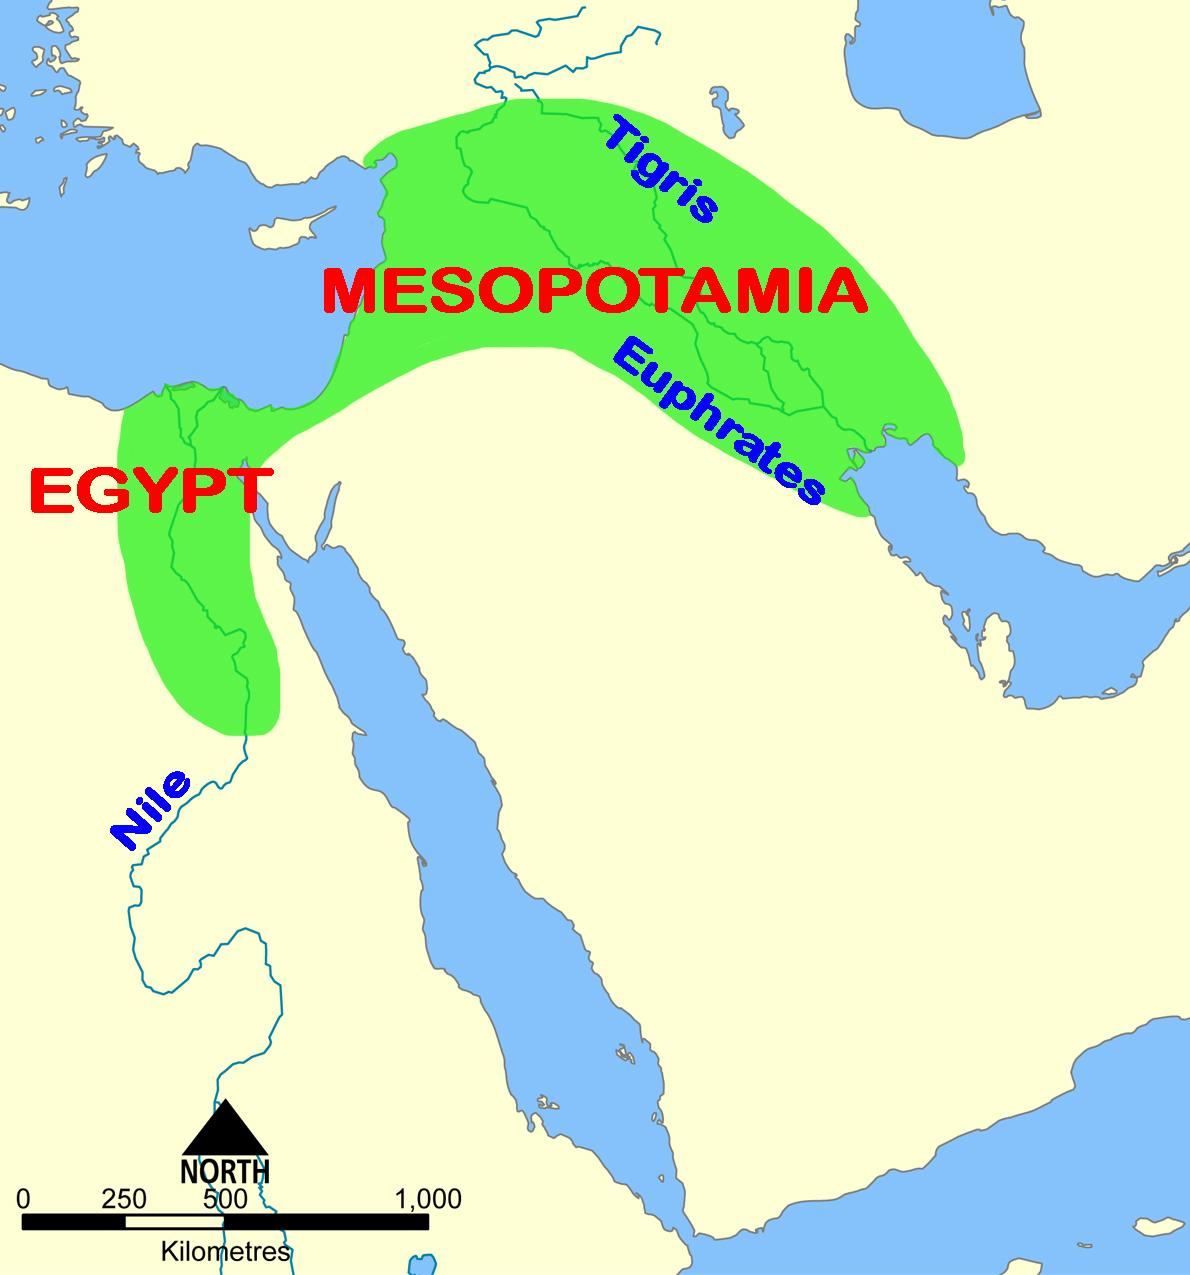 Tigris
MESOPOTAMIA
Euphrates
EGYPT
Nile
NORTH
0 250 500 1,000
Kilometres